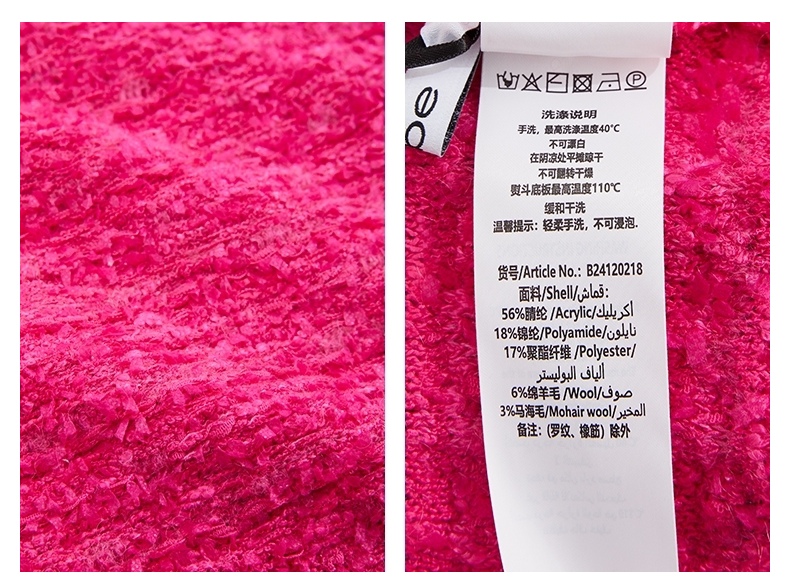 oe
洗涤说明
手洗，最高洗涤温度40℃
不可漂白
在阴凉处平摊晾干
不可翻转干燥
熨斗底板最高温度110℃
缓和干洗
温馨提示：轻柔手洗，不可浸泡.
货号/Article No.：B24120218
面料/Shell/قماش:
56%腈纶 /Acrylic/أكريليك
18%锦纶/Polyamide/نايلون
17%聚酯纤维 /Polyester/
ألياف البوليستر
6%绵羊毛 /Wool/صوف
3%马海毛/Mohair wool/المخير
备注：(罗纹、橡筋）除外